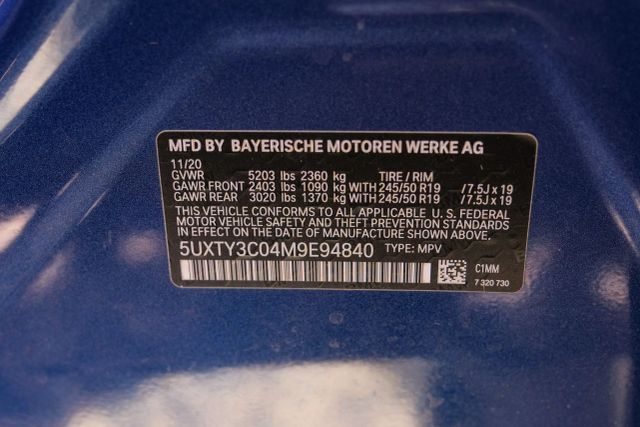 MFD BY BAYERISCHE MOTOREN WERKE AG
11/20
GVWR 5203 lbs 2360 kg TIRE / RIM
GAWR FRONT 2403 lbs 1090 kg WITH 245/50 R19 /7.5J x 19
GAWR REAR 3020 lbs 1370 kg WITH 245/50 R19 /7.5J x 19
THIS VEHICLE CONFORMS TO ALL APPLICABLE U. S. FEDERAL
MOTOR VEHICLE SAFETY AND THEFT PREVENTION STANDARDS
IN EFFECT ON THE DATE OF MANUFACTURE SHOWN ABOVE.
5UXTY3C04M9E94840 TYPE: MPV
C1MM
7 320 730